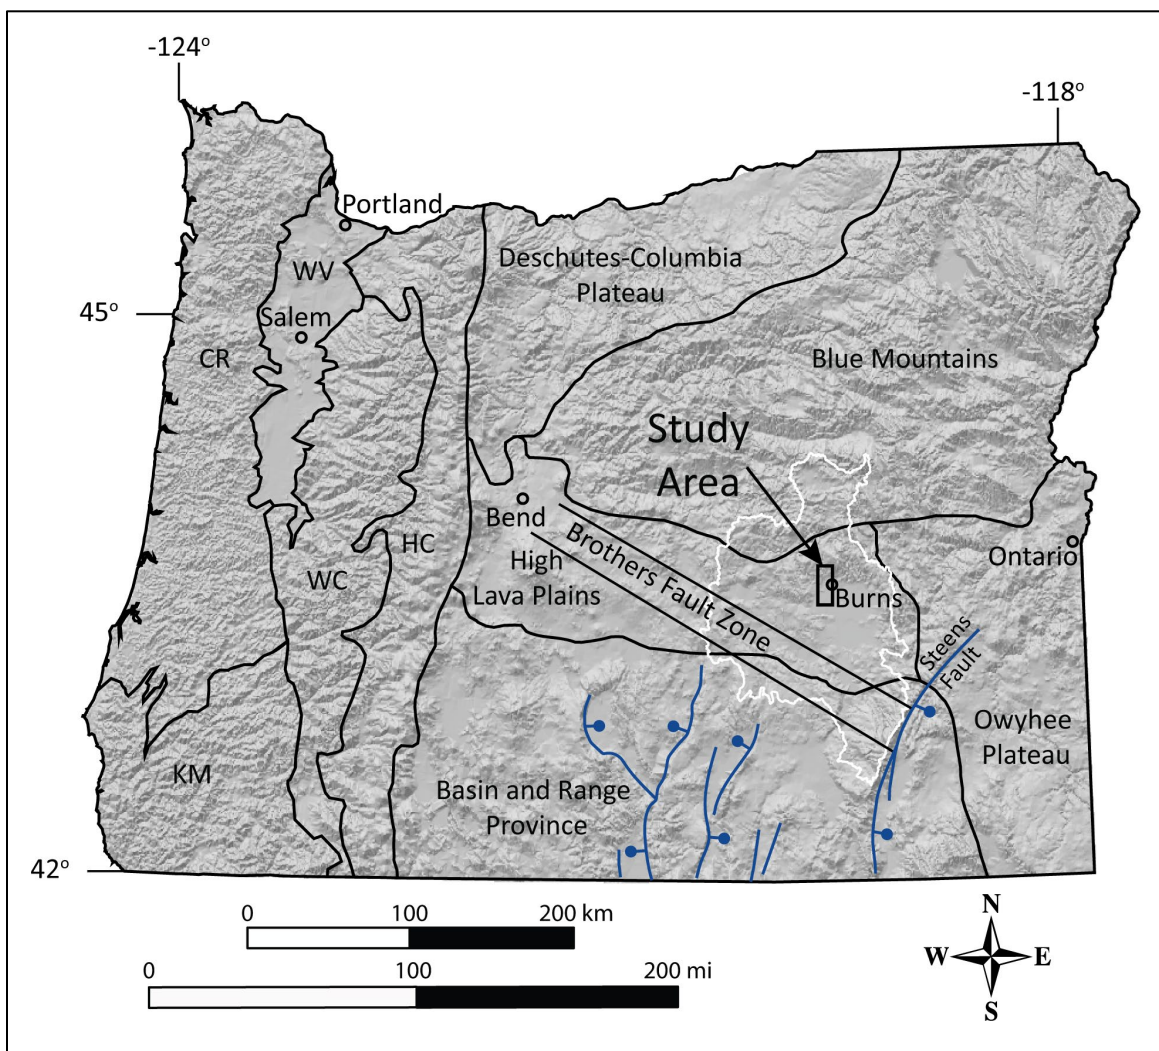 -124°
-118°
Portland
WV
Deschutes-Columbia
Plateau
45°
Salem
CR
Blue Mountains
Study
Area
Bend
HC
Brothers Fault Zone
High
Lava Plains
WC
Ontario
Burns
Steens
Fault
Owyhee
Plateau
KM
Basin and Range
Province
42°
0 100 200 km
0 100 200 mi
N
W E
S